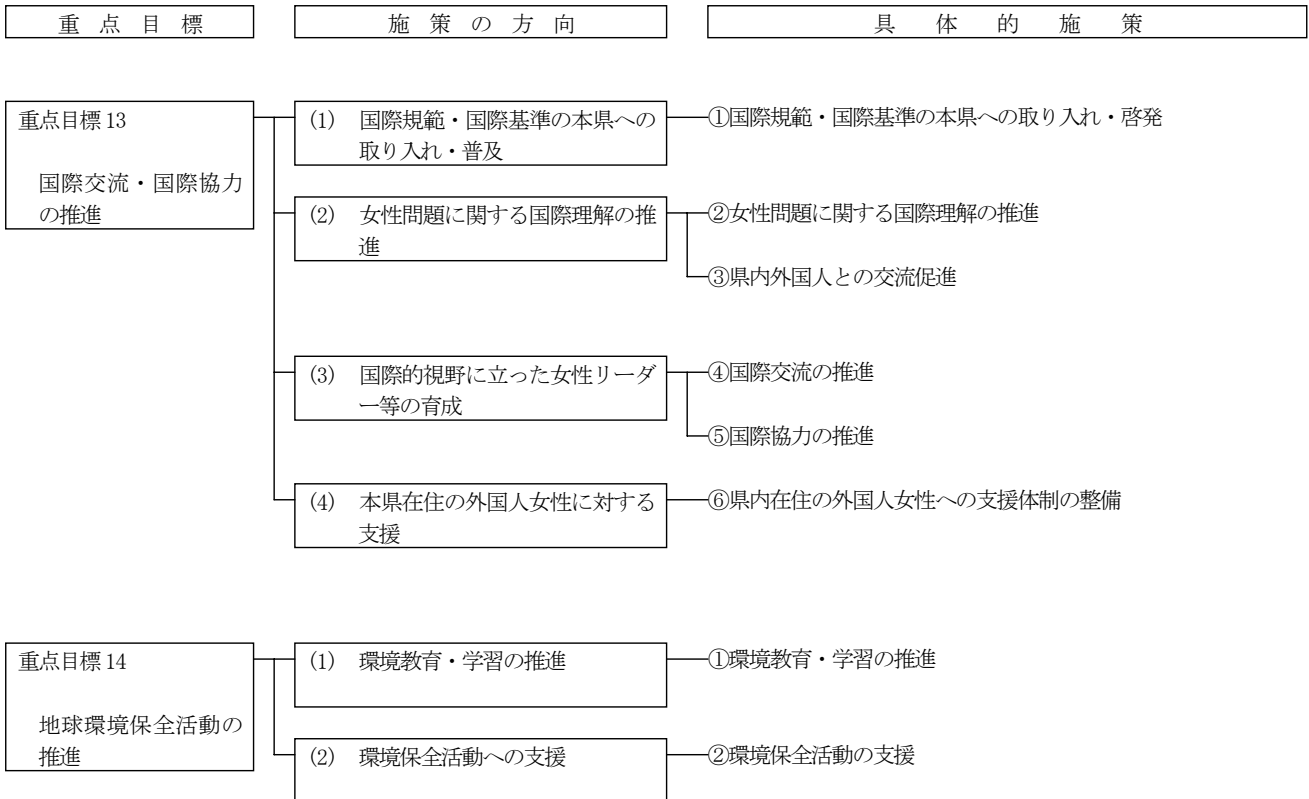 重点目標
施策の方向
具体的施策
重点目標13
国際交流・国際協力
の推進
(1) 国際規範・国際基準の本県への
取り入れ・普及
①国際規範・国際基準の本県への取り入れ・啓発
(2) 女性問題に関する国際理解の推
進
②女性問題に関する国際理解の推進
③県内外国人との交流促進
(3) 国際的視野に立った女性リーダ
ー等の育成
④国際交流の推進
⑤国際協力の推進
(4) 本県在住の外国人女性に対する
支援
⑥県内在住の外国人女性への支援体制の整備
重点目標14
地球環境保全活動の
推進
(1) 環境教育・学習の推進
①環境教育・学習の推進
(2) 環境保全活動への支援
②環境保全活動の支援